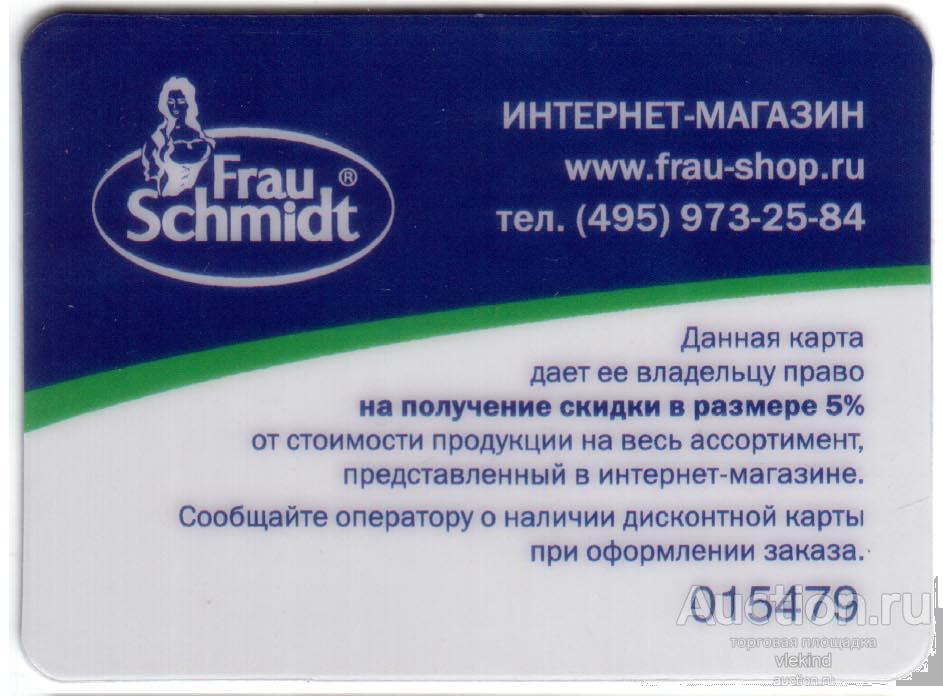 Frau
Schmidt ®
ИНТЕРНЕТ-МАГАЗИН
www.frau-shop.ru
тел. (495) 973-25-84
Данная карта
дает ее владельцу право
на получение скидки в размере 5%
от стоимости продукции на весь ассортимент,
представленный в интернет-магазине.
Сообщайте оператору о наличии дисконтной карты
при оформлении заказа.
015479
Auction.ru
торговая площадка
vlekind
auction.ru